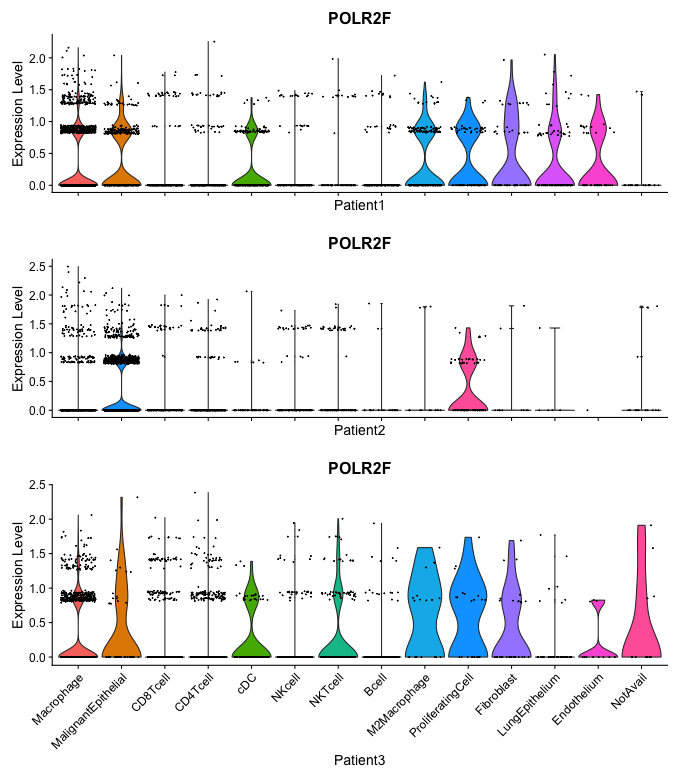 POLR2F
Expression Level
2.0
1.5
1.0
0.5
0.0
Patient1
POLR2F
Expression Level
2.5
2.0
1.5
1.0
0.5
0.0
Patient2
POLR2F
Expression Level
2.5
2.0
1.5
1.0
0.5
0.0
Macrophage
MalignantEpithelial
CD8Tcell
CD4Tcell
cDC
NKcell
NKTcell
Bcell
M2Macrophage
ProliferatingCell
Fibroblast
LungEpithelium
Endothelium
NotAvail
Patient3